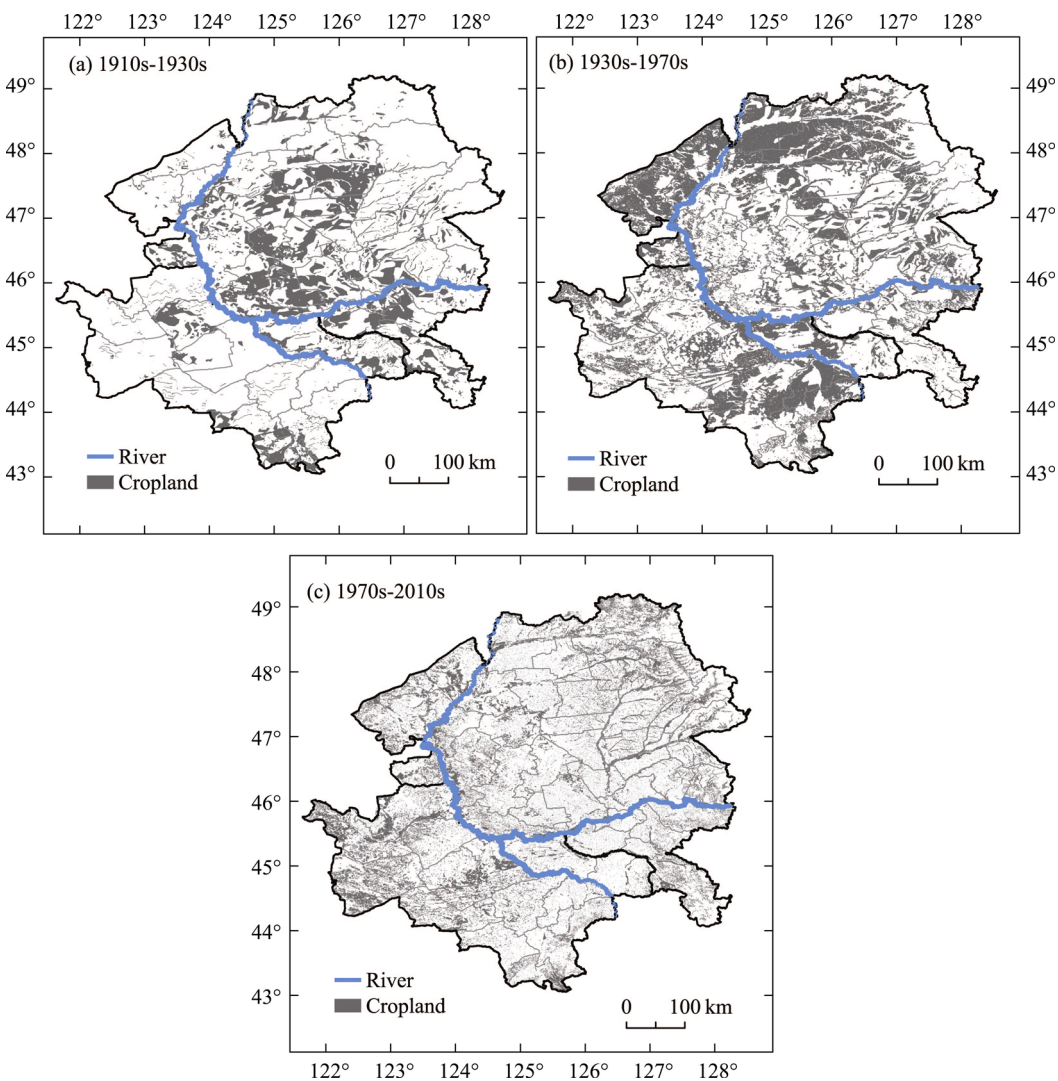 122° 123° 124° 125° 126° 127° 128° 122° 123° 124° 125° 126° 127° 128°
(a) 1910s-1930s
(b) 1930s-1970s
49° 49°
48° 48°
47° 47°
46° 46°
45° 45°
44° 44°
43° 43°
River
Cropland
0 100 km
River
Cropland
0 100 km
(c) 1970s-2010s
49°
48°
47°
46°
45°
44°
43°
River
Cropland
0 100 km
122° 123° 124° 125° 126° 127° 128°